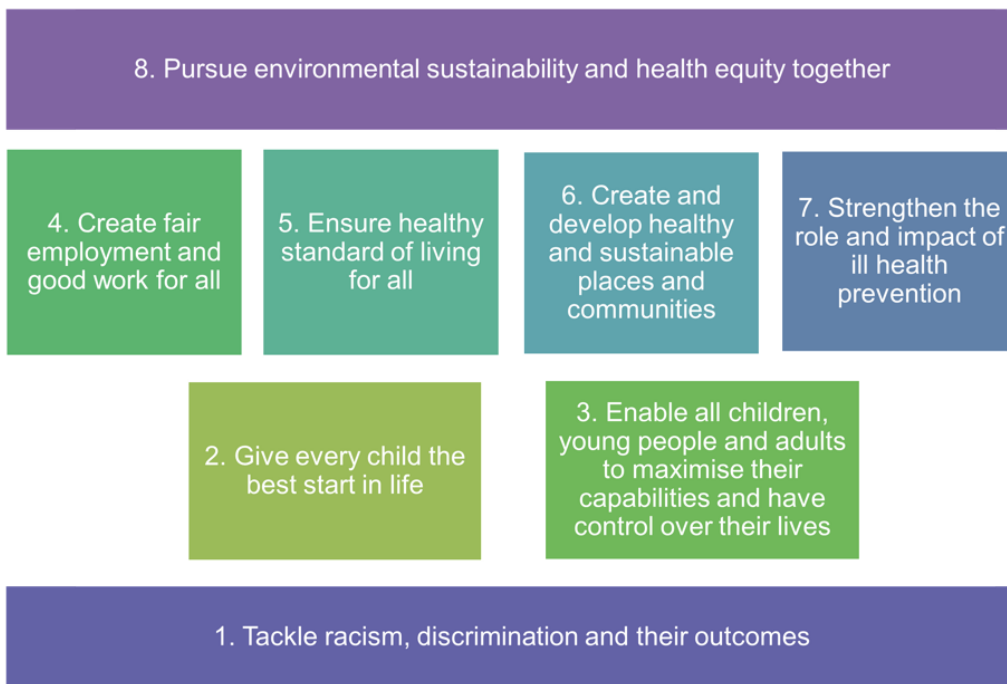 8. Pursue environmental sustainability and health equity together
4. Create fair
employment and
good work for all
5. Ensure healthy
standard of living
for all
6. Create and
develop healthy
and sustainable
places and
communities
7. Strengthen the
role and impact of
ill health
prevention
2. Give every child the
best start in life
3. Enable all children,
young people and adults
to maximise their
capabilities and have
control over their lives
1. Tackle racism, discrimination and their outcomes